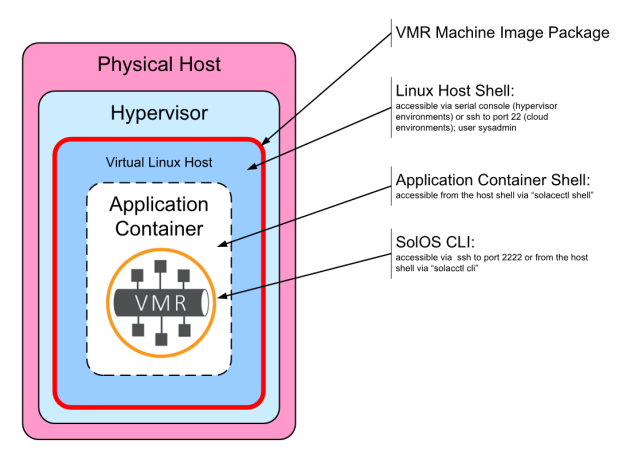 VMR Machine Image Package
Physical Host
Linux Host Shell:
accessible via serial console (hypervisor
environments) or ssh to port 22 (cloud
environments); user sysadmin
Hypervisor
Virtual Linux Host
Application Container Shell:
accessible from the host shell via “solacectl shell”
Application
Container
SolOS CLI:
accessible via ssh to port 2222 or from the host
shell via “solacctl cli”
VMR